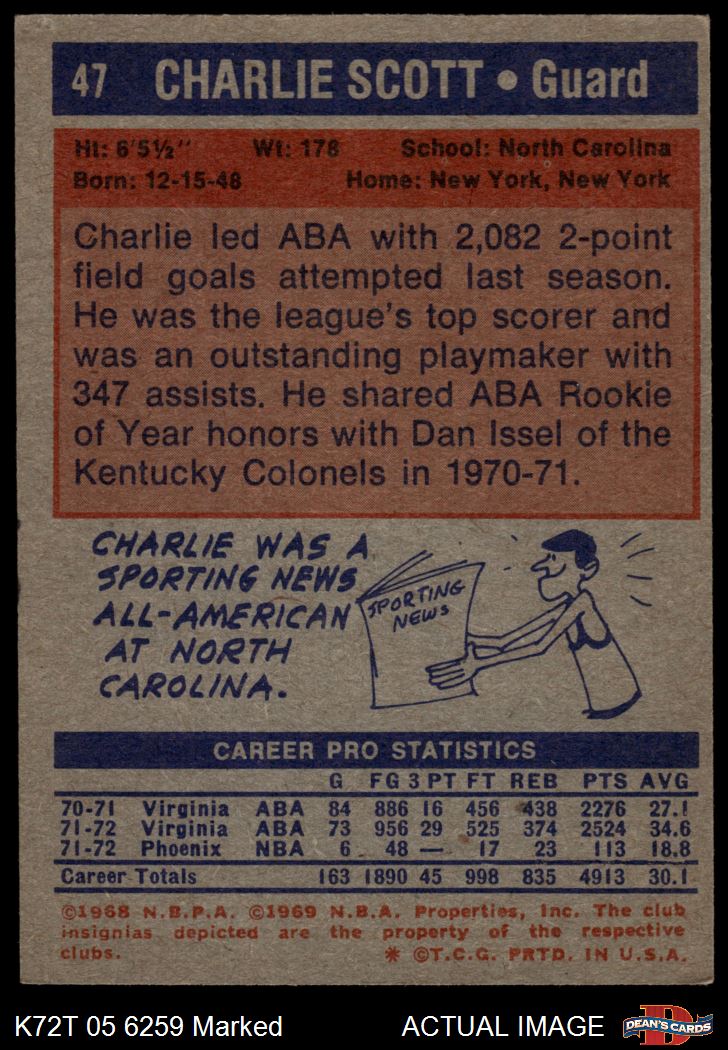 47 CHARLIE SCOTT • Guard
Ht: 6'5½" Wt: 178 School: North Carolina
Born: 12-15-48 Home: New York, New York
Charlie led ABA with 2,082 2-point
field goals attempted last season.
He was the league's top scorer and
was an outstanding playmaker with
347 assists. He shared ABA Rookie
of Year honors with Dan Issel of the
Kentucky Colonels in 1970-71.
CHARLIE WAS A
SPORTING NEWS
ALL-AMERICAN
AT NORTH
CAROLINA.
SPORTING
NEWS
CAREER PRO STATISTICS
G FG 3 PT FT REB PTS AVG
70-71 Virginia ABA 84 886 16 456 438 2276 27.1
71-72 Virginia ABA 73 956 29 525 374 2524 34.6
71-72 Phoenix NBA 6 48 — 17 23 113 18.8
Career Totals 163 1890 45 998 835 4913 30.1
©1968 N.B.P.A. ©1969 N.B.A. Properties, Inc. The club
insignias depicted are the property of the respective
clubs. * ©T.C.G. PRTD. IN U.S.A.
K72T 05 6259 Marked ACTUAL IMAGE
D
DEAN'S CARDS